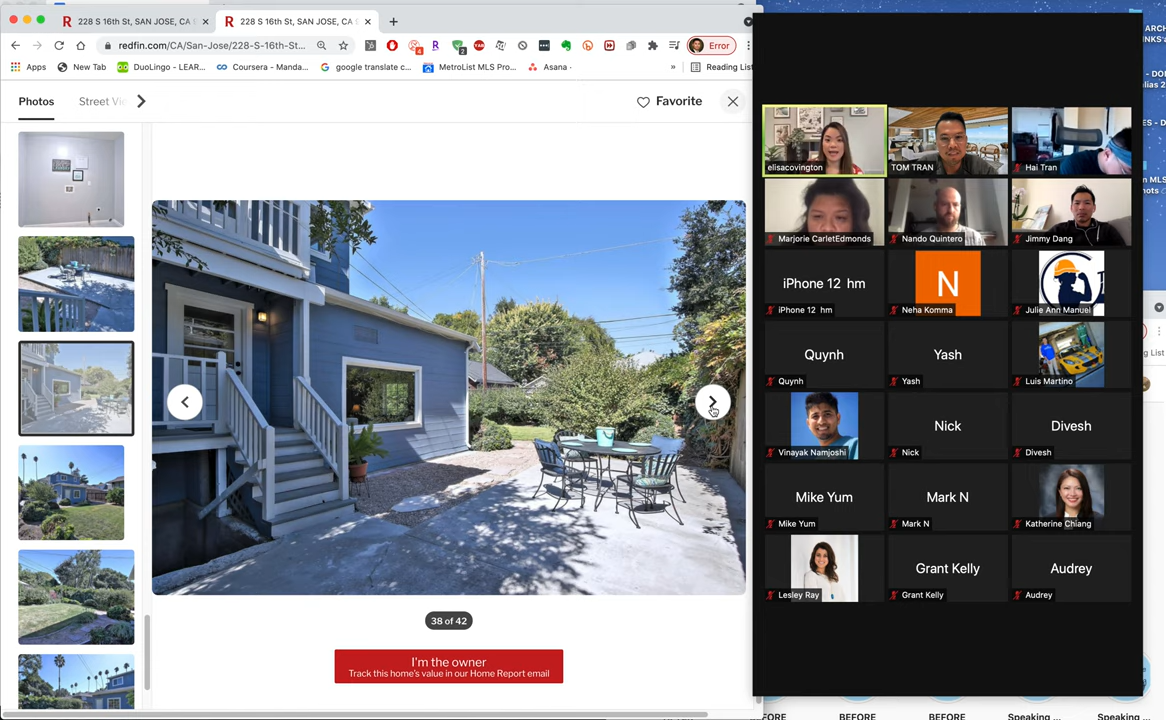 228 S 16th St, SAN JOSE, CA
228 S 16th St, SAN JOSE, CA
redfin.com/CA/San-Jose/228-S-16th-St...
Error
Apps
New Tab
DuoLingo - LEAR...
Coursera - Manda...
google translate c...
MetroList MLS Pro...
Asana
»
Reading List
Photos
Street Vi
Favorite
38 of 42
I'm the owner
Track this home's value in our Home Report email
elisacovington
TOM TRAN
Hai Tran
Marjorie CarletEdmonds
Nando Quintero
Jimmy Dang
iPhone 12 hm
iPhone 12 hm
N
Neha Komma
Julie Ann Manuel
Quynh
Quynh
Yash
Yash
Luis Martino
Vinayak Namjoshi
Nick
Nick
Divesh
Divesh
Mike Yum
Mike Yum
Mark N
Mark N
Katherine Chiang
Lesley Ray
Grant Kelly
Grant Kelly
Audrey
Audrey
BEFORE
BEFORE
Speaking ...
Speaking ...